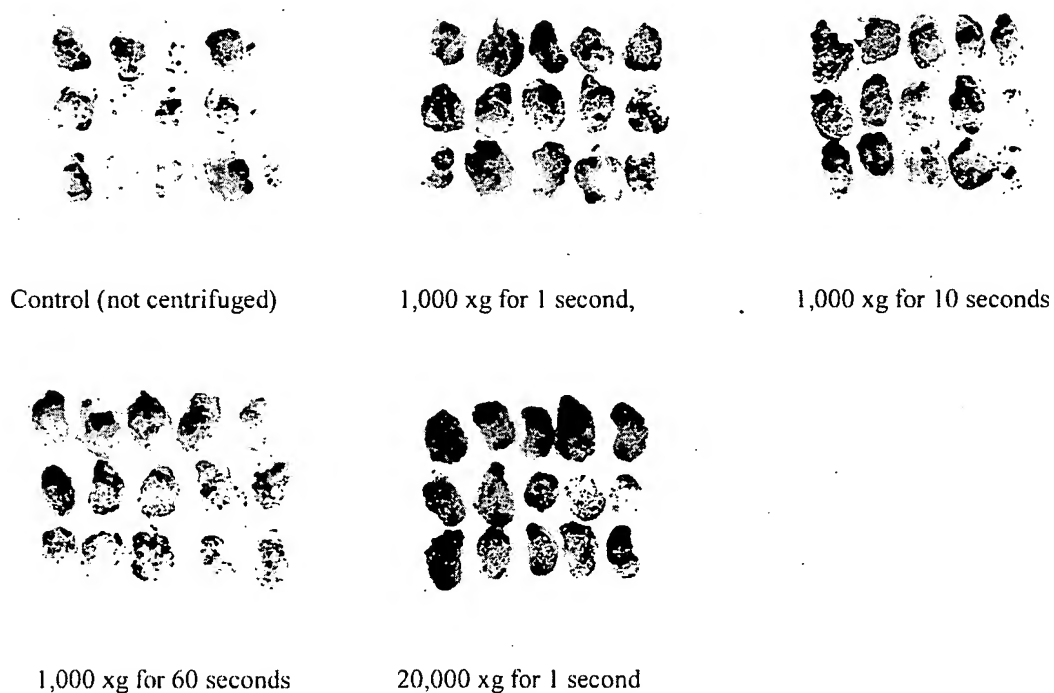 Control (not centrifuged)
1,000 xg for 1 second,
1,000 xg for 10 seconds
1,000 xg for 60 seconds
20,000 xg for 1 second